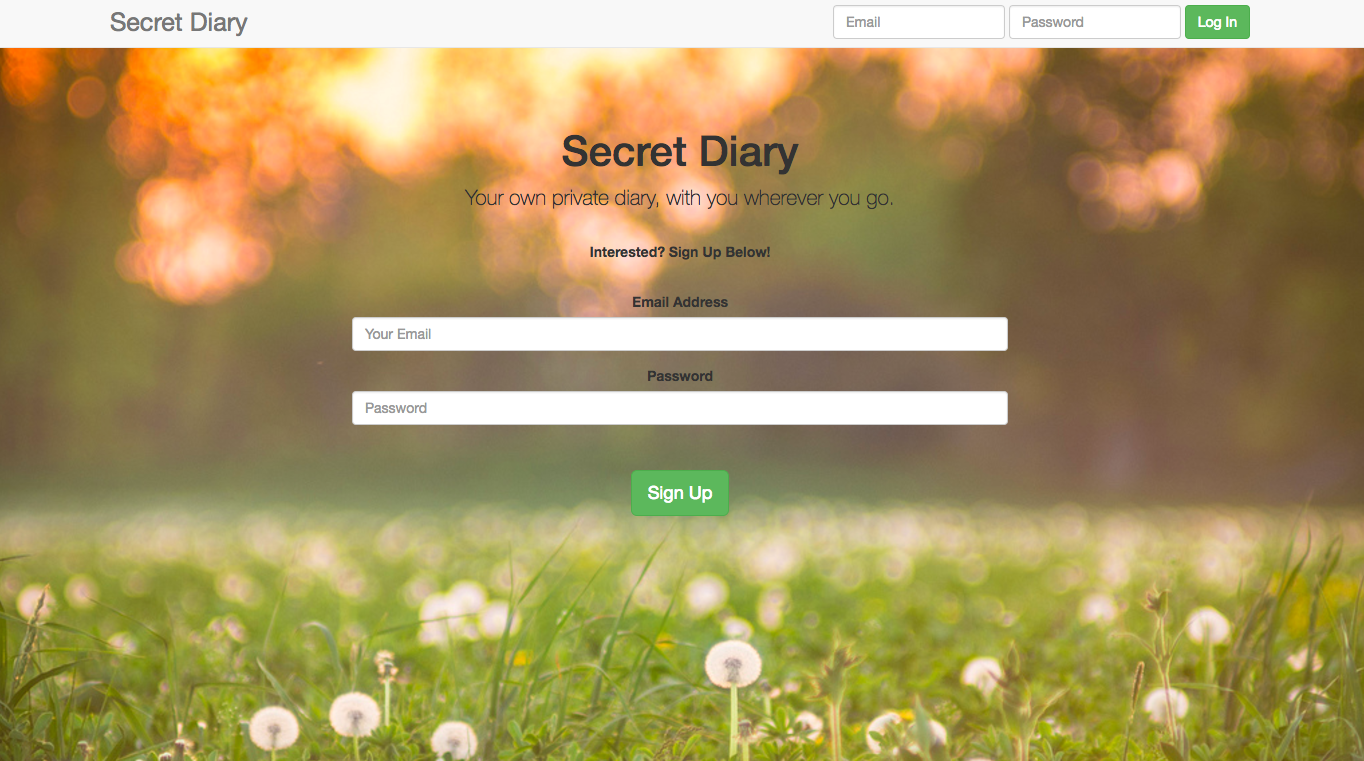 Secret Diary
Email Password Log In
Secret Diary
Your own private diary, with you wherever you go.
Interested? Sign Up Below!
Email Address
Your Email
Password
Password
Sign Up